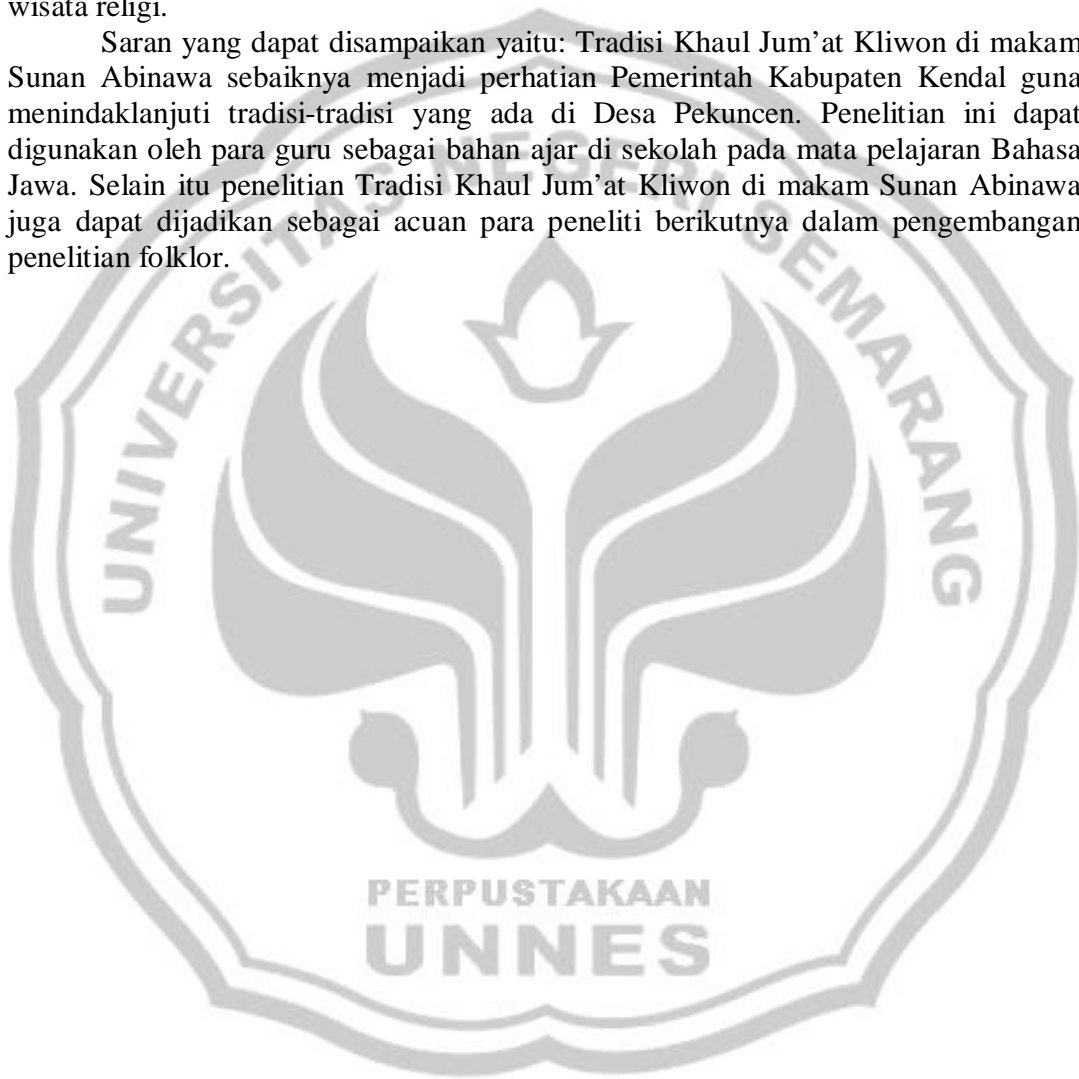 wisata religi.
Saran yang dapat disampaikan yaitu: Tradisi Khaul Jum’at Kliwon di makam
Sunan Abinawa sebaiknya menjadi perhatian Pemerintah Kabupaten Kendal guna
menindaklanjuti tradisi-tradisi yang ada di Desa Pekuncen. Penelitian ini dapat
digunakan oleh para guru sebagai bahan ajar di sekolah pada mata pelajaran Bahasa
Jawa. Selain itu penelitian Tradisi Khaul Jum’at Kliwon di makam Sunan Abinawa
juga dapat dijadikan sebagai acuan para peneliti berikutnya dalam pengembangan
penelitian folklor.
UNIVERSITAS NEGERI SEMARANG
PERPUSTAKAAN
UNNES